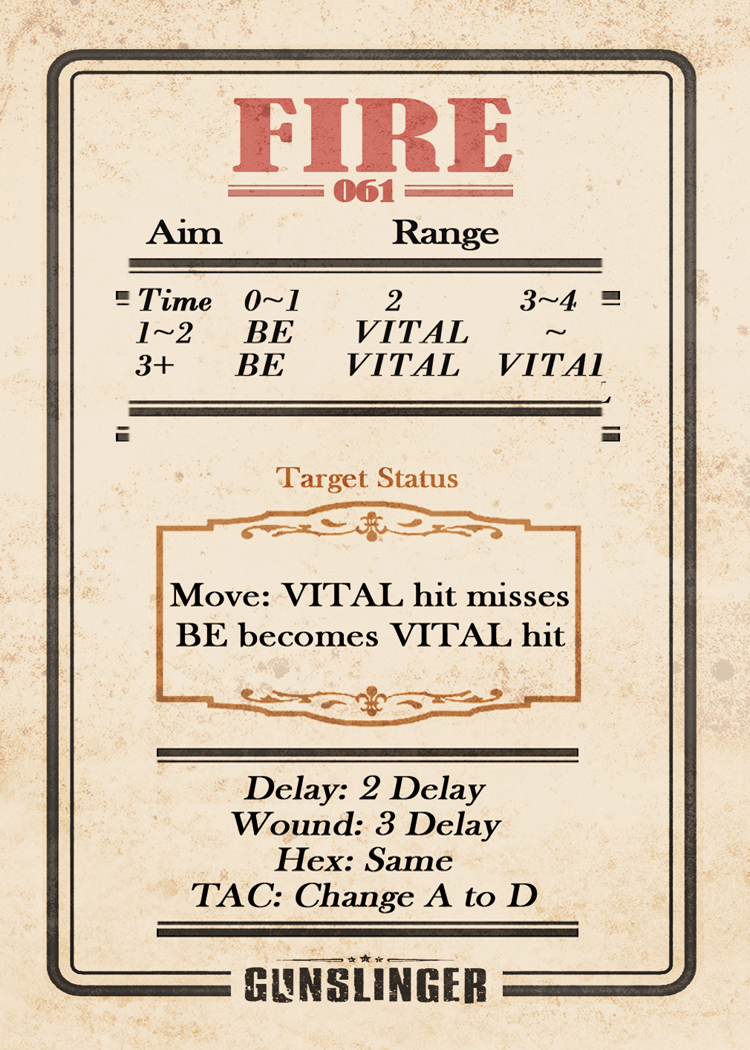 FIRE
061
Aim Range
Time 0~1 2 3~4
1~2 BE VITAL ~
3+ BE VITAL VITAl
Target Status
Move: VITAL hit misses
BE becomes VITAL hit
Delay: 2 Delay
Wound: 3 Delay
Hex: Same
TAC: Change A to D
GUNSLINGER